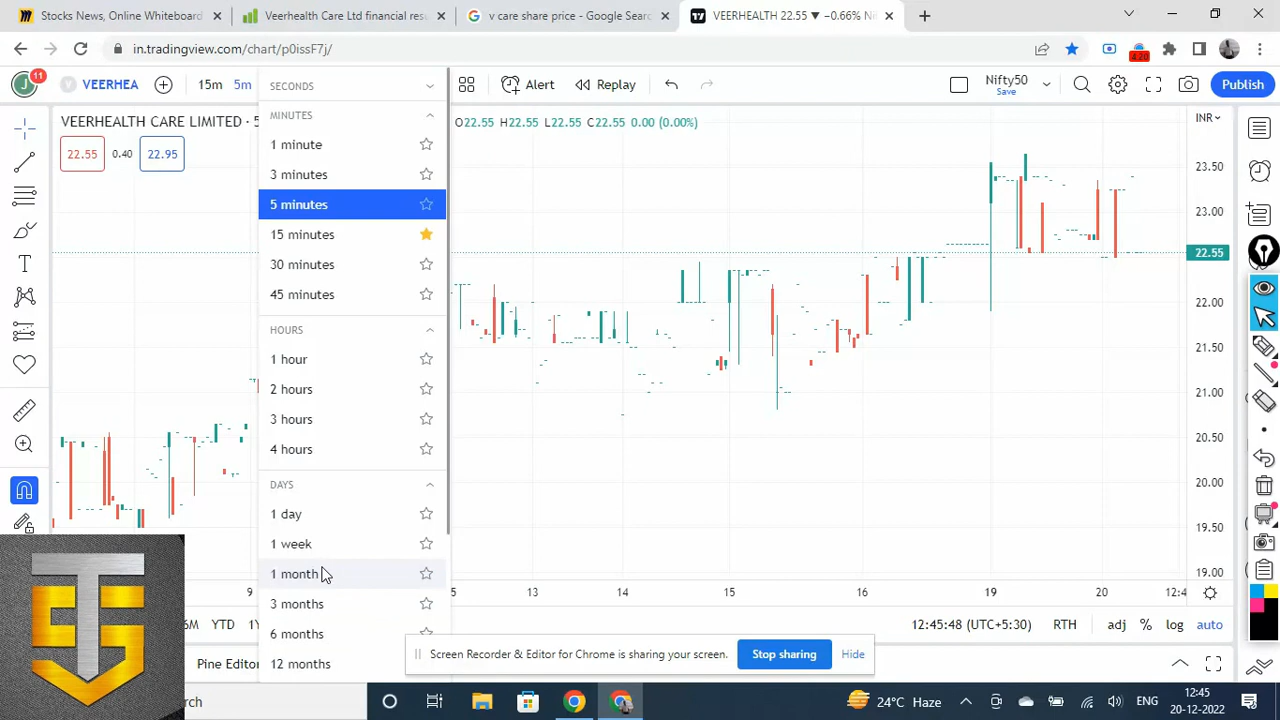 Stocks News, Online Whiteboard
Veerhealth Care Ltd financial res
v care share price - Google Sear
VEERHEALTH 22.55 ▼ −0.66% Ni
in.tradingview.com/chart/p0issF7j/
4:20
J
11
VEERHEA
15m
5m
Alert
Replay
Nifty50
Save
Publish
VEERHEALTH CARE LIMITED · 5
O22.55 H22.55 L22.55 C22.55 0.00 (0.00%)
22.55
0.40
22.95
SECONDS
MINUTES
1 minute
3 minutes
5 minutes
15 minutes
30 minutes
45 minutes
HOURS
1 hour
2 hours
3 hours
4 hours
DAYS
1 day
1 week
1 month
3 months
6 months
12 months
INR
23.50
23.00
22.55
22.00
21.50
21.00
20.50
20.00
19.50
19.00
9
5
13
14
15
16
19
20
12:4
6M
YTD
1Y
12:45:48 (UTC+5:30)
RTH
adj
%
log
auto
Pine Editor
Screen Recorder & Editor for Chrome is sharing your screen.
Stop sharing
Hide
TGS
search
24°C Haze
ENG
12:45
20-12-2022